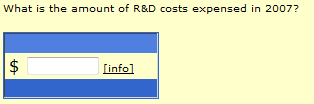 What is the amount of R&D costs expensed in 2007?
$ [info]